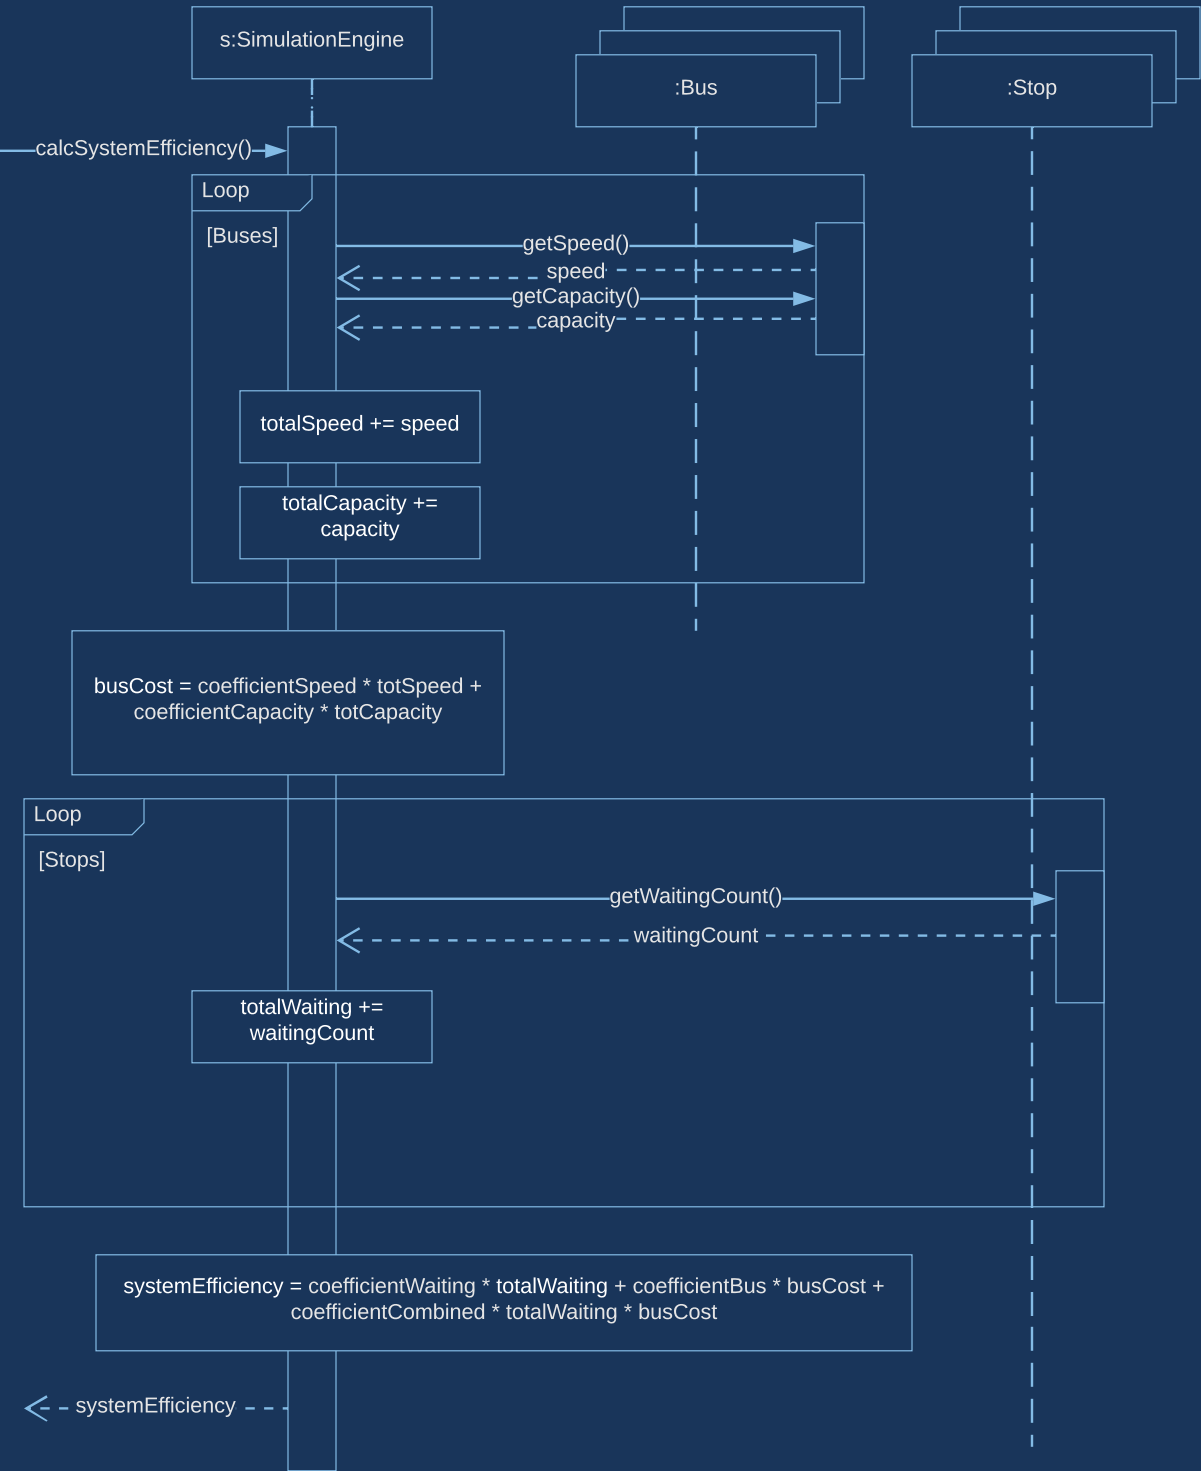 s:SimulationEngine
:Bus
:Stop
calcSystemEfficiency()
Loop
[Buses]
getSpeed()
speed
getCapacity()
capacity
totalSpeed += speed
totalCapacity +=
capacity
busCost = coefficientSpeed * totSpeed +
coefficientCapacity * totCapacity
Loop
[Stops]
getWaitingCount()
waitingCount
totalWaiting +=
waitingCount
systemEfficiency = coefficientWaiting * totalWaiting + coefficientBus * busCost +
coefficientCombined * totalWaiting * busCost
systemEfficiency